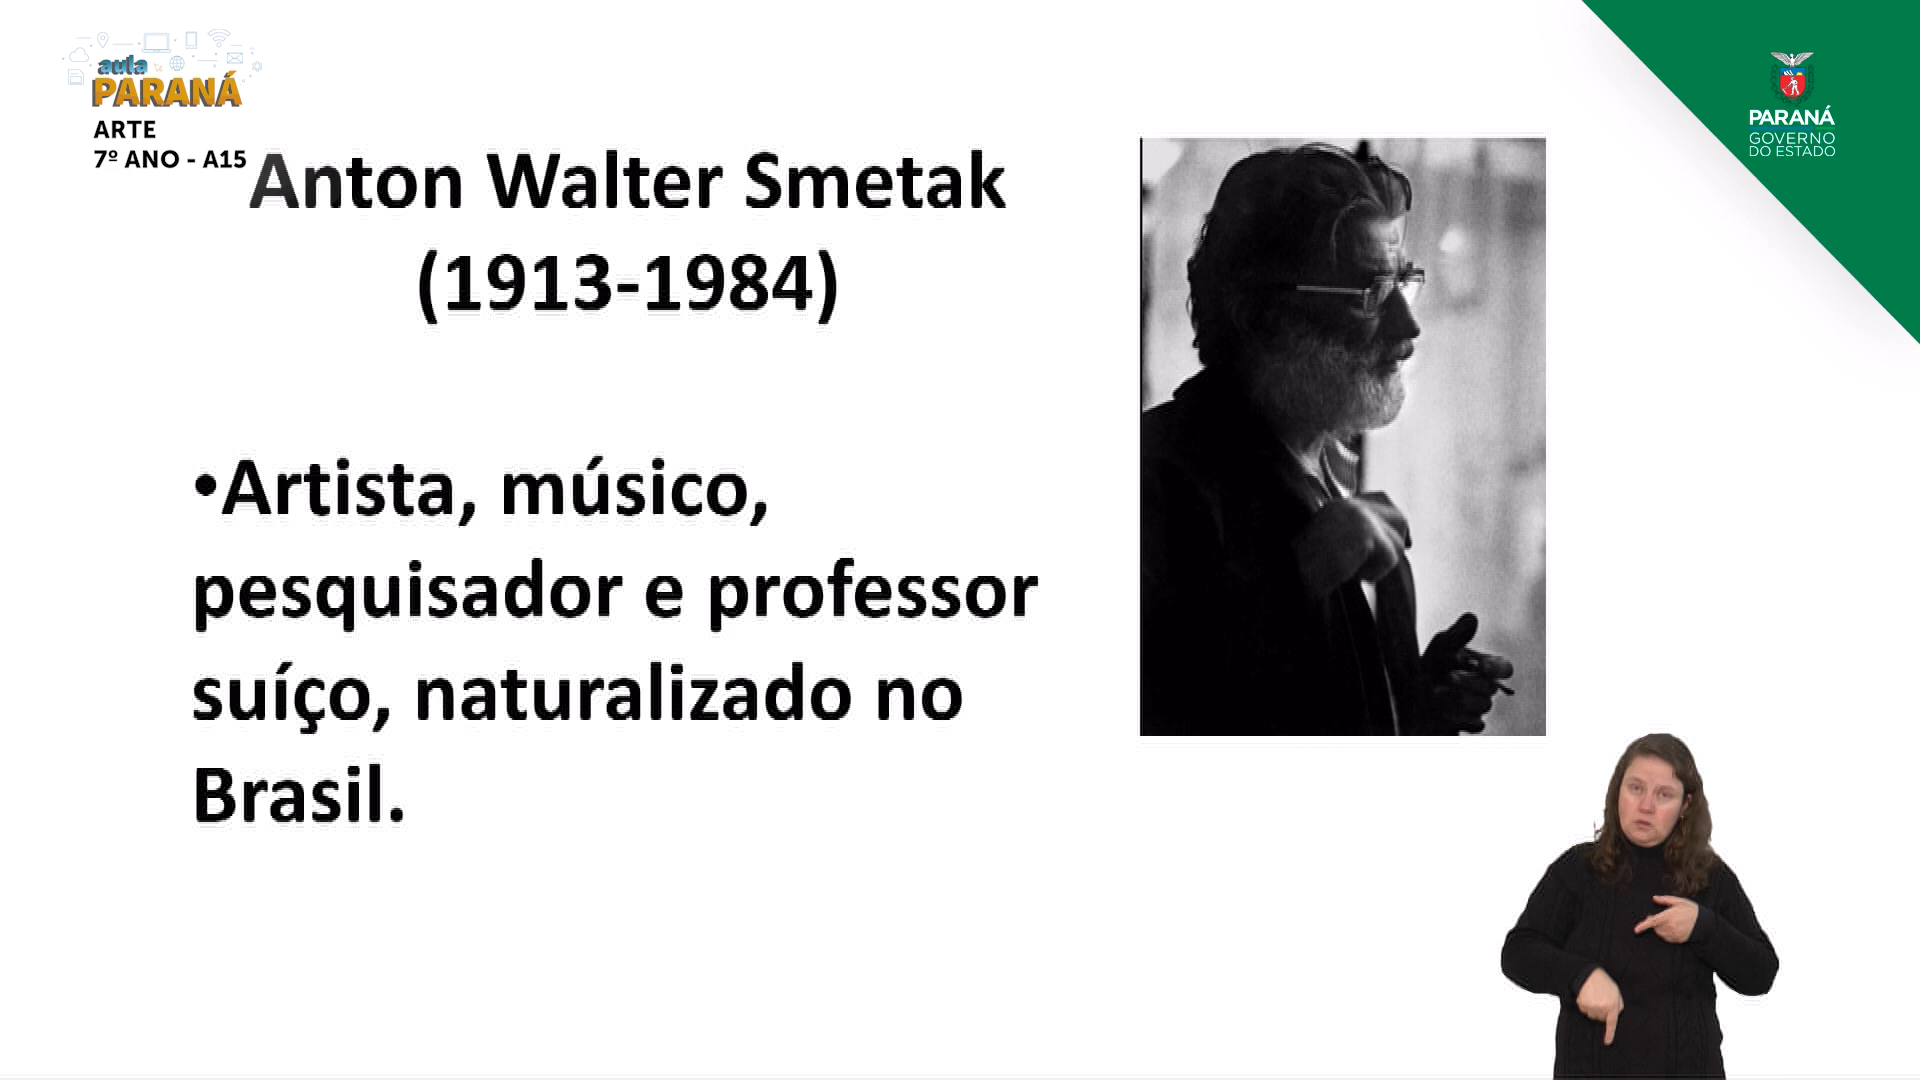 aula
PARANÁ
ARTE
7º ANO - A15
PARANÁ
GOVERNO
DO ESTADO
Anton Walter Smetak
(1913-1984)
•Artista, músico,
pesquisador e professor
suíço, naturalizado no
Brasil.